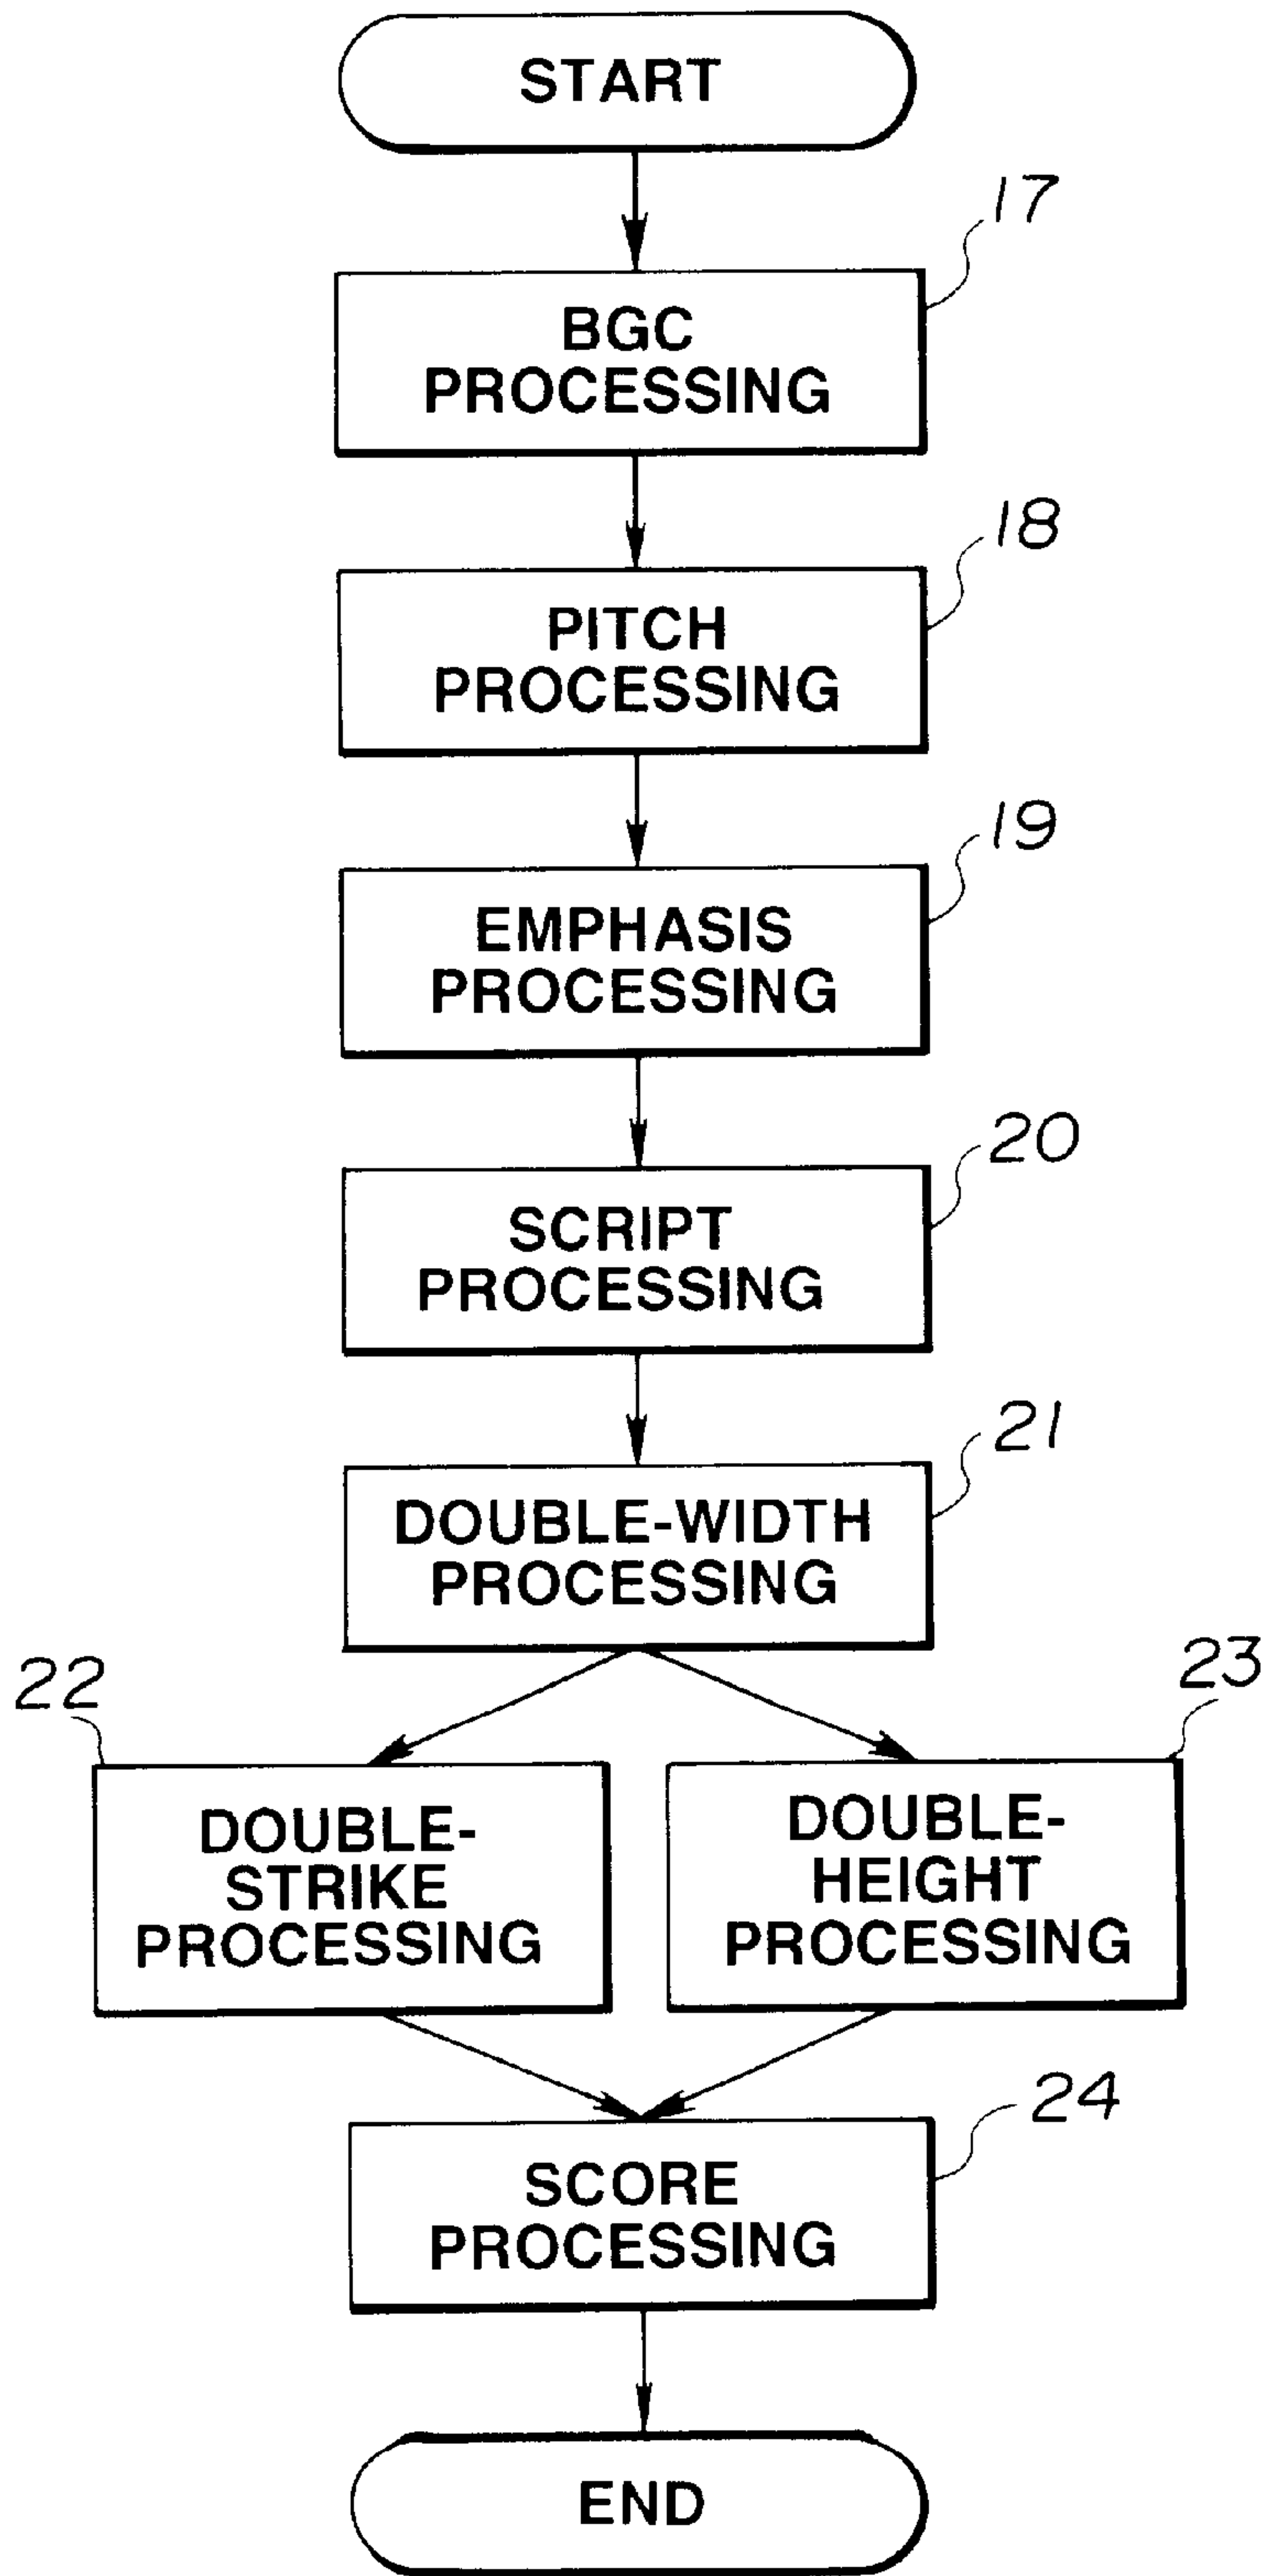 START
17
BGC
PROCESSING
18
PITCH
PROCESSING
19
EMPHASIS
PROCESSING
20
SCRIPT
PROCESSING
21
DOUBLE-WIDTH
PROCESSING
22
DOUBLE-
STRIKE
PROCESSING
23
DOUBLE-
HEIGHT
PROCESSING
24
SCORE
PROCESSING
END